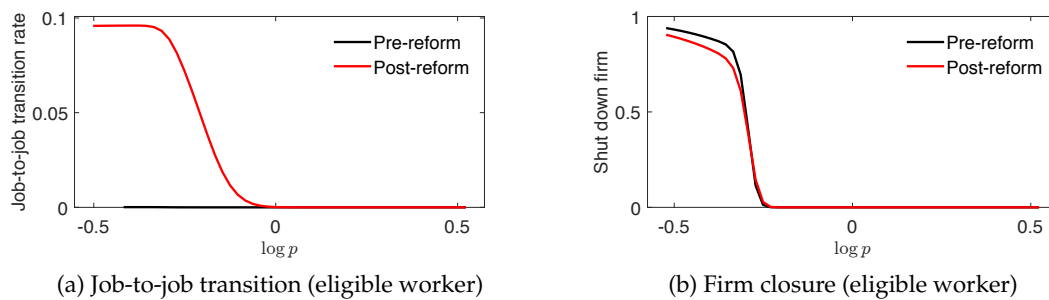 Job-to-job transition rate
0.1
0.05
0
-0.5
0
0.5
log p
Pre-reform
Post-reform
(a) Job-to-job transition (eligible worker)
Shut down firm
1
0.5
0
-0.5
0
0.5
log p
Pre-reform
Post-reform
(b) Firm closure (eligible worker)